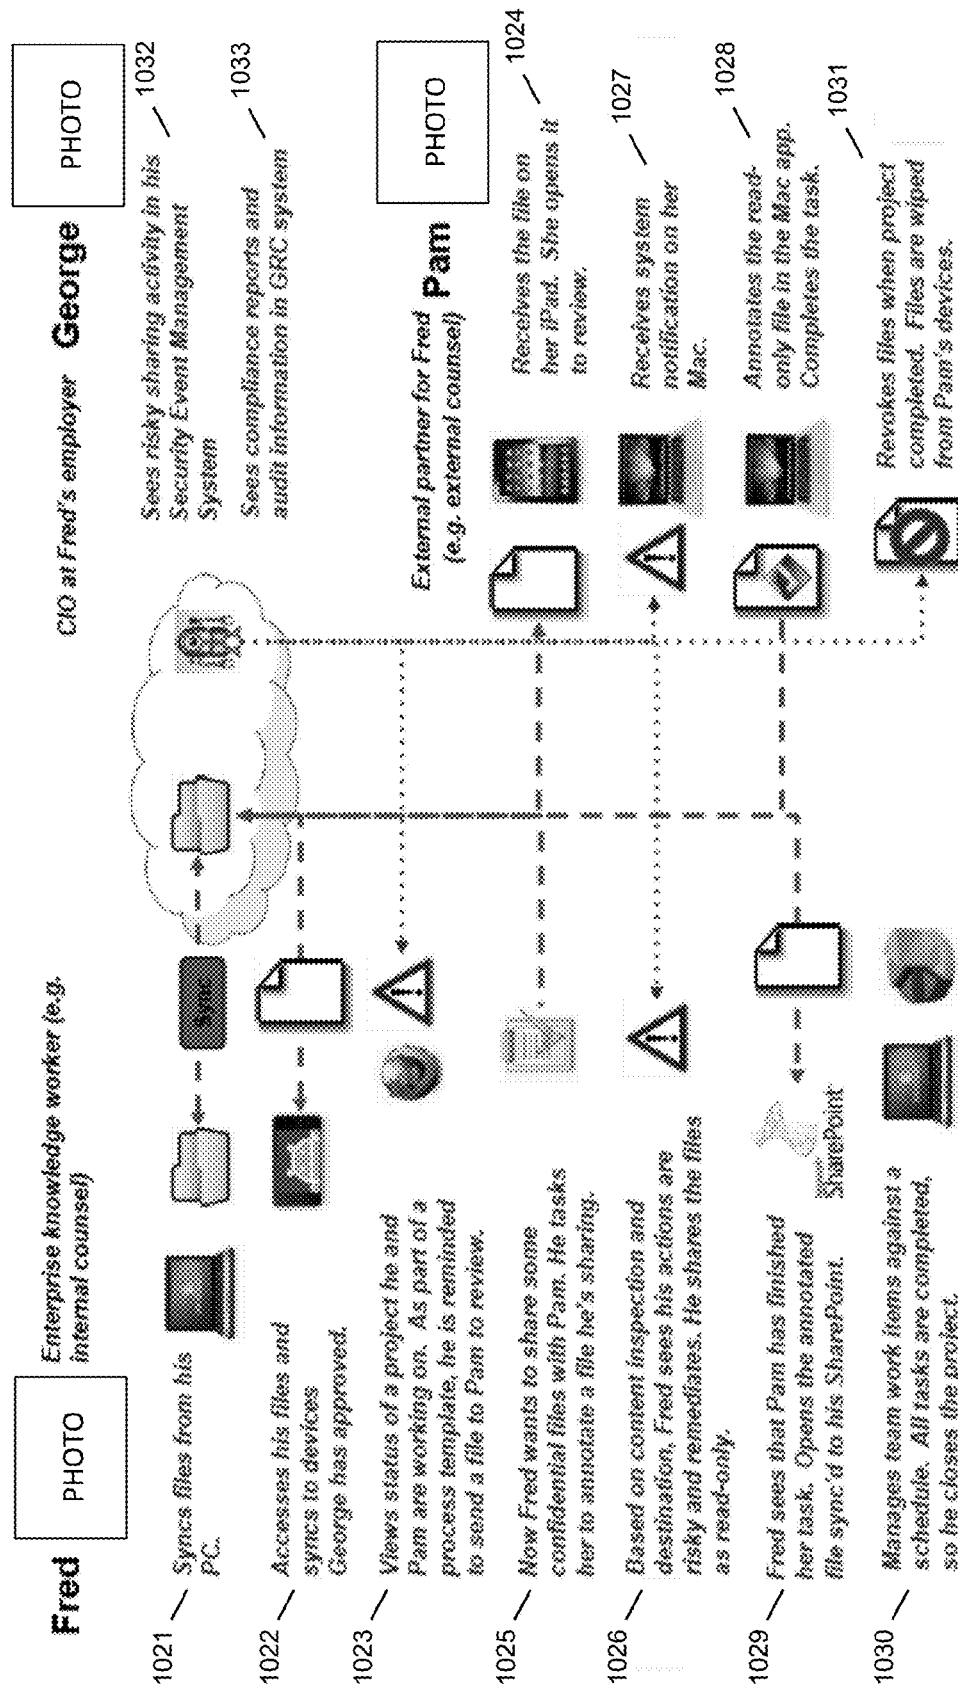 Fred
PHOTO
Enterprise knowledge worker (e.g.
internal counsel)
1021
Syncs files from his
PC.
Sync
1022
Accesses his files and
syncs to devices
George has approved.
1023
Views status of a project he and
Pam are working on. As part of a
process template, he is reminded
to send a file to Pam to review.
1025
Now Fred wants to share some
confidential files with Pam. He tasks
her to annotate a file he's sharing.
1026
Based on content inspection and
destination, Fred sees his actions are
risky and remediates. He shares the files
as read-only.
1029
Fred sees that Pam has finished
her task. Opens the annotated
file sync'd to his SharePoint.
SharePoint
1030
Manages team work items against a
schedule. All tasks are completed,
so he closes the project.
CIO at Fred's employer
George
PHOTO
Sees risky sharing activity in his
Security Event Management
System
1032
Sees compliance reports and
audit information in GRC system
1033
External partner for Fred
(e.g. external counsel)
Pam
PHOTO
Receives the file on
her iPad. She opens it
to review.
1024
Receives system
notification on her
Mac.
1027
Annotates the read-
only file in the Mac app.
Completes the task.
1028
Revokes files when project
completed. Files are wiped
from Pam's devices.
1031